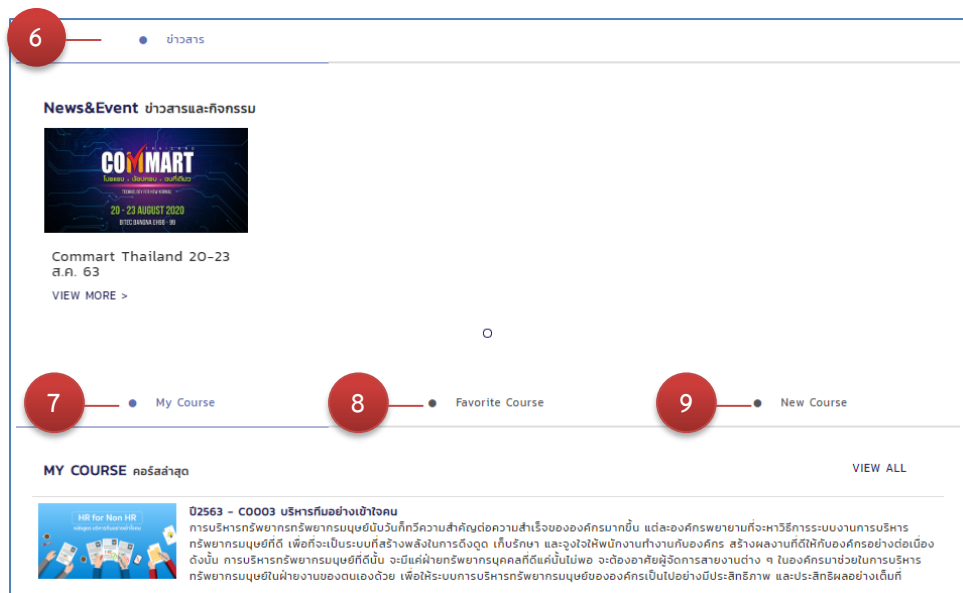 6
ข่าวสาร
News&Event ข่าวสารและกิจกรรม
THAILAND
COMMART
20 - 23 AUGUST 2020
Commart Thailand 20-23
ส.ค. 63
VIEW MORE >
7 My Course 8 Favorite Course 9 New Course
MY COURSE คอร์สล่าสุด VIEW ALL
HR for Non HR
ปี2563 - C0003 บริหารทีมอย่างเข้าใจคน
การบริหารทรัพยากรทรัพยากรมนุษย์นับวันก็ทวีความสำคัญต่อความสำเร็จขององค์กรมากขึ้น แต่ละองค์กรพยายามที่จะหาวิธีการระบบงานการบริหาร
ทรัพยากรมนุษย์ที่ดี เพื่อที่จะเป็นระบบที่สร้างพลังในการดึงดูด เก็บรักษา และจูงใจให้พนักงานทำงานกับองค์กร สร้างผลงานที่ดีให้กับองค์กรอย่างต่อเนื่อง
ดังนั้น การบริหารทรัพยากรมนุษย์ที่ดีนั้น จะมีแค่ฝ่ายทรัพยากรบุคคลที่ดีแค่นั้นไม่พอ จะต้องอาศัยผู้จัดการสายงานต่าง ๆ ในองค์กรมาช่วยในการบริหาร
ทรัพยากรมนุษย์ในฝ่ายงานของตนเองด้วย เพื่อให้ระบบการบริหารทรัพยากรมนุษย์ขององค์กรเป็นไปอย่างมีประสิทธิภาพ และประสิทธิผลอย่างเต็มที่